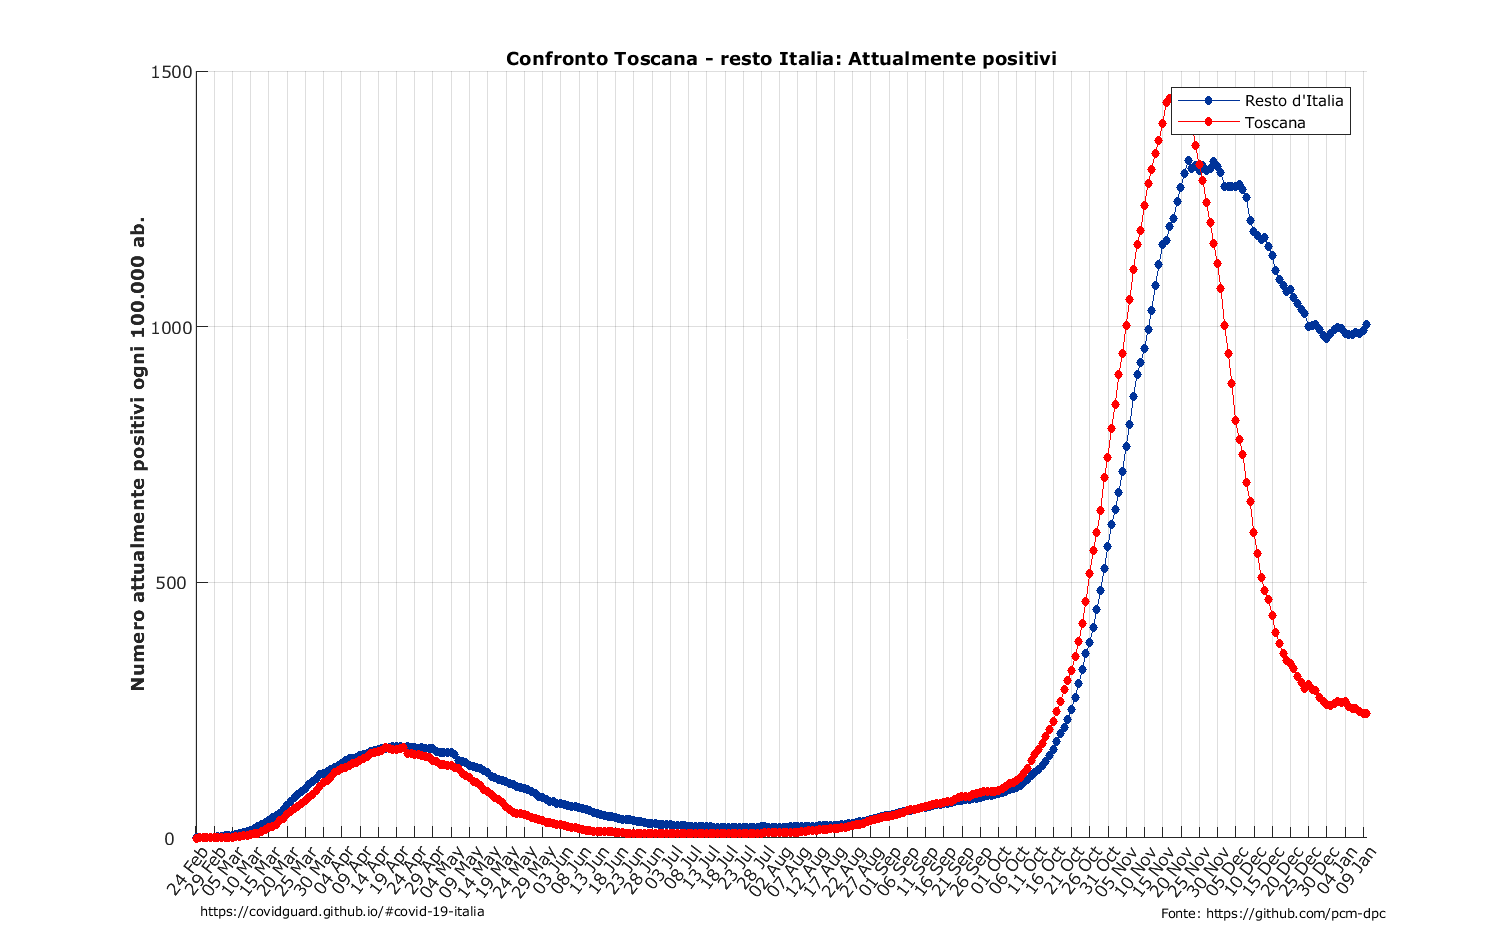 Confronto Toscana - resto Italia: Attualmente positivi
Numero attualmente positivi ogni 100.000 ab.
1500
1000
500
0
Resto d'Italia
Toscana
24 Feb
29 Feb
05 Mar
10 Mar
15 Mar
20 Mar
25 Mar
30 Mar
04 Apr
09 Apr
14 Apr
19 Apr
24 Apr
29 Apr
04 May
09 May
14 May
19 May
24 May
29 May
03 Jun
08 Jun
13 Jun
18 Jun
23 Jun
28 Jun
03 Jul
08 Jul
13 Jul
18 Jul
23 Jul
28 Jul
02 Aug
07 Aug
12 Aug
17 Aug
22 Aug
27 Aug
01 Sep
06 Sep
11 Sep
16 Sep
21 Sep
26 Sep
01 Oct
06 Oct
11 Oct
16 Oct
21 Oct
26 Oct
31 Oct
05 Nov
10 Nov
15 Nov
20 Nov
25 Nov
30 Nov
05 Dec
10 Dec
15 Dec
20 Dec
25 Dec
30 Dec
04 Jan
09 Jan
https://covidguard.github.io/#covid-19-italia
Fonte: https://github.com/pcm-dpc